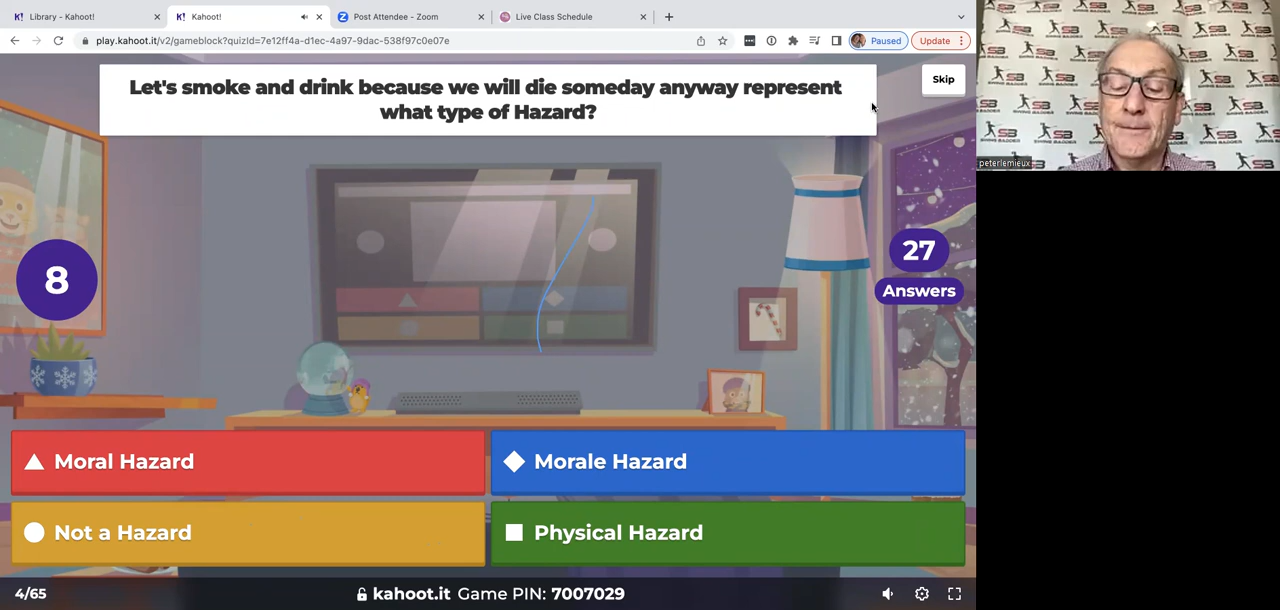 Library - Kahoot!
Kahoot!
Post Attendee - Zoom
Live Class Schedule
play.kahoot.it/v2/gameblock?quizId=7e12ff4a-d1ec-4a97-9dac-538f97c0e07e
Paused
Update
Let's smoke and drink because we will die someday anyway represent
what type of Hazard?
Skip
peterlemieux
8
27
Answers
Moral Hazard
Morale Hazard
Not a Hazard
Physical Hazard
4/65
kahoot.it Game PIN: 7007029